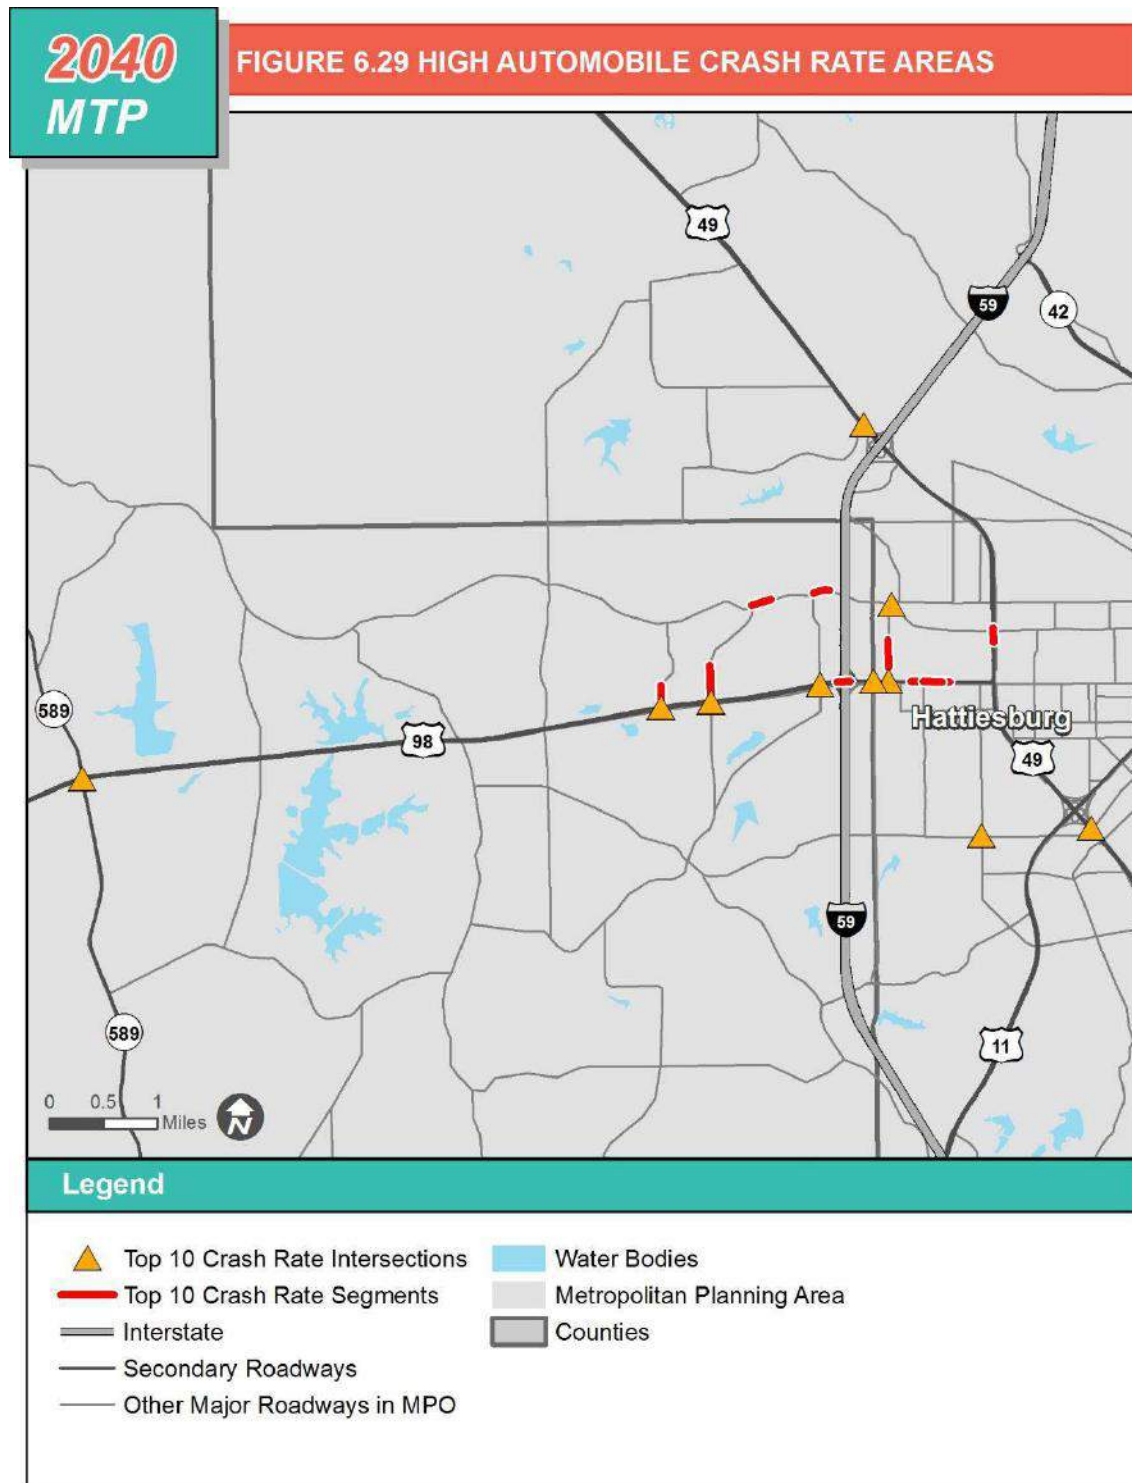 2040
MTP
FIGURE 6.29 HIGH AUTOMOBILE CRASH RATE AREAS
49
59
42
589
98
Hattiesburg
49
59
589
11
0 0.5 1
Miles
N
Legend
Top 10 Crash Rate Intersections
Top 10 Crash Rate Segments
Interstate
Secondary Roadways
Other Major Roadways in MPO
Water Bodies
Metropolitan Planning Area
Counties